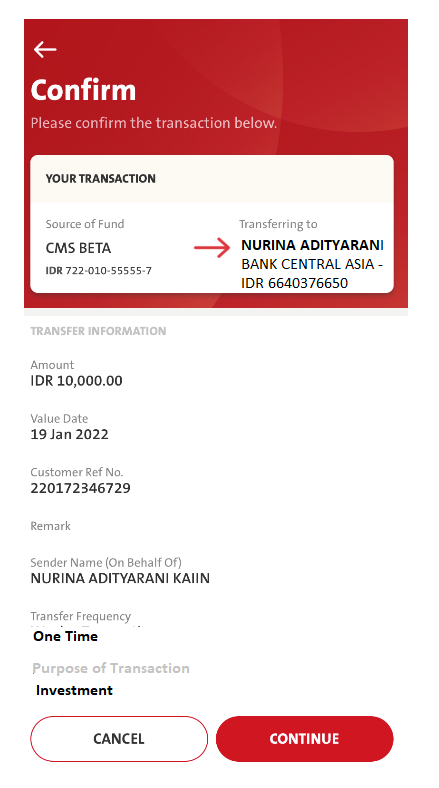 Confirm
Please confirm the transaction below.
YOUR TRANSACTION
Source of Fund
CMS BETA
IDR 722-010-55555-7
Transferring to
NURINA ADITYARANI
BANK CENTRAL ASIA -
IDR 6640376650
TRANSFER INFORMATION
Amount
IDR 10,000.00
Value Date
19 Jan 2022
Customer Ref No.
220172346729
Remark
Sender Name (On Behalf Of)
NURINA ADITYARANI KAIIN
Transfer Frequency
One Time
Purpose of Transaction
Investment
CANCEL
CONTINUE